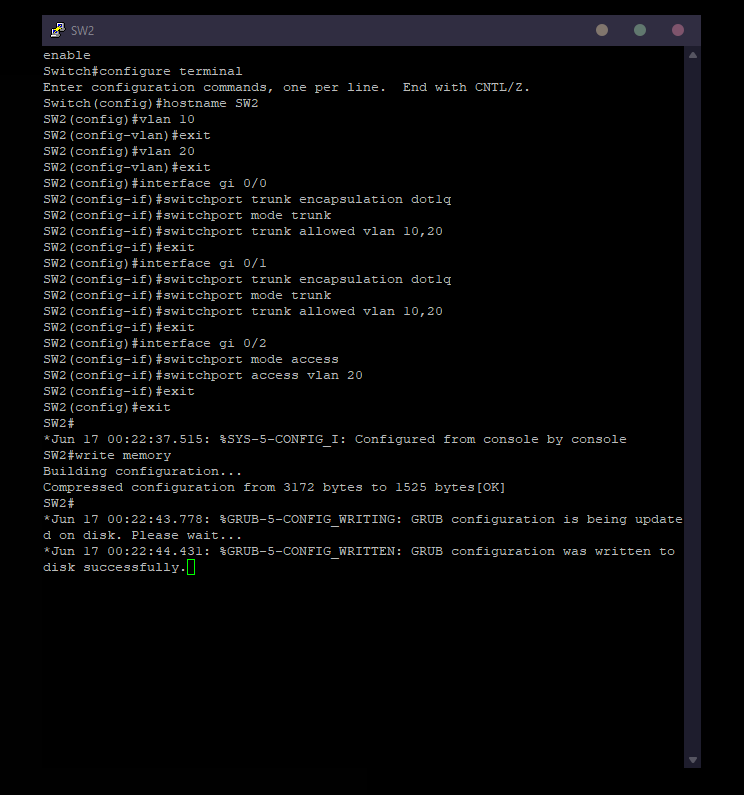 SW2
enable
Switch#configure terminal
Enter configuration commands, one per line.  End with CNTL/Z.
Switch(config)#hostname SW2
SW2(config)#vlan 10
SW2(config-vlan)#exit
SW2(config)#vlan 20
SW2(config-vlan)#exit
SW2(config)#interface gi 0/0
SW2(config-if)#switchport trunk encapsulation dot1q
SW2(config-if)#switchport mode trunk
SW2(config-if)#switchport trunk allowed vlan 10,20
SW2(config-if)#exit
SW2(config)#interface gi 0/1
SW2(config-if)#switchport trunk encapsulation dot1q
SW2(config-if)#switchport mode trunk
SW2(config-if)#switchport trunk allowed vlan 10,20
SW2(config-if)#exit
SW2(config)#interface gi 0/2
SW2(config-if)#switchport mode access
SW2(config-if)#switchport access vlan 20
SW2(config-if)#exit
SW2(config)#exit
SW2#
*Jun 17 00:22:37.515: %SYS-5-CONFIG_I: Configured from console by console
SW2#write memory
Building configuration...
Compressed configuration from 3172 bytes to 1525 bytes[OK]
SW2#
*Jun 17 00:22:43.778: %GRUB-5-CONFIG_WRITING: GRUB configuration is being update
d on disk. Please wait...
*Jun 17 00:22:44.431: %GRUB-5-CONFIG_WRITTEN: GRUB configuration was written to
disk successfully.